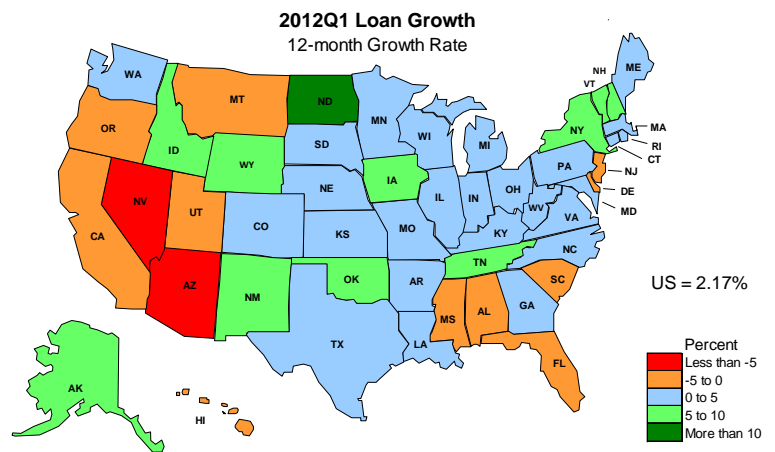 2012Q1 Loan Growth
12-month Growth Rate
WA
MT
ND
MN
ME
NH
VT
OR
ID
WY
SD
WI
MI
NY
MA
RI
CT
NJ
DE
MD
NV
UT
CO
NE
IA
IL
IN
OH
PA
WV
VA
CA
KS
MO
KY
NC
TN
AZ
NM
OK
AR
SC
MS
AL
GA
TX
LA
FL
US = 2.17%
AK
HI
Percent
Less than -5
-5 to 0
0 to 5
5 to 10
More than 10